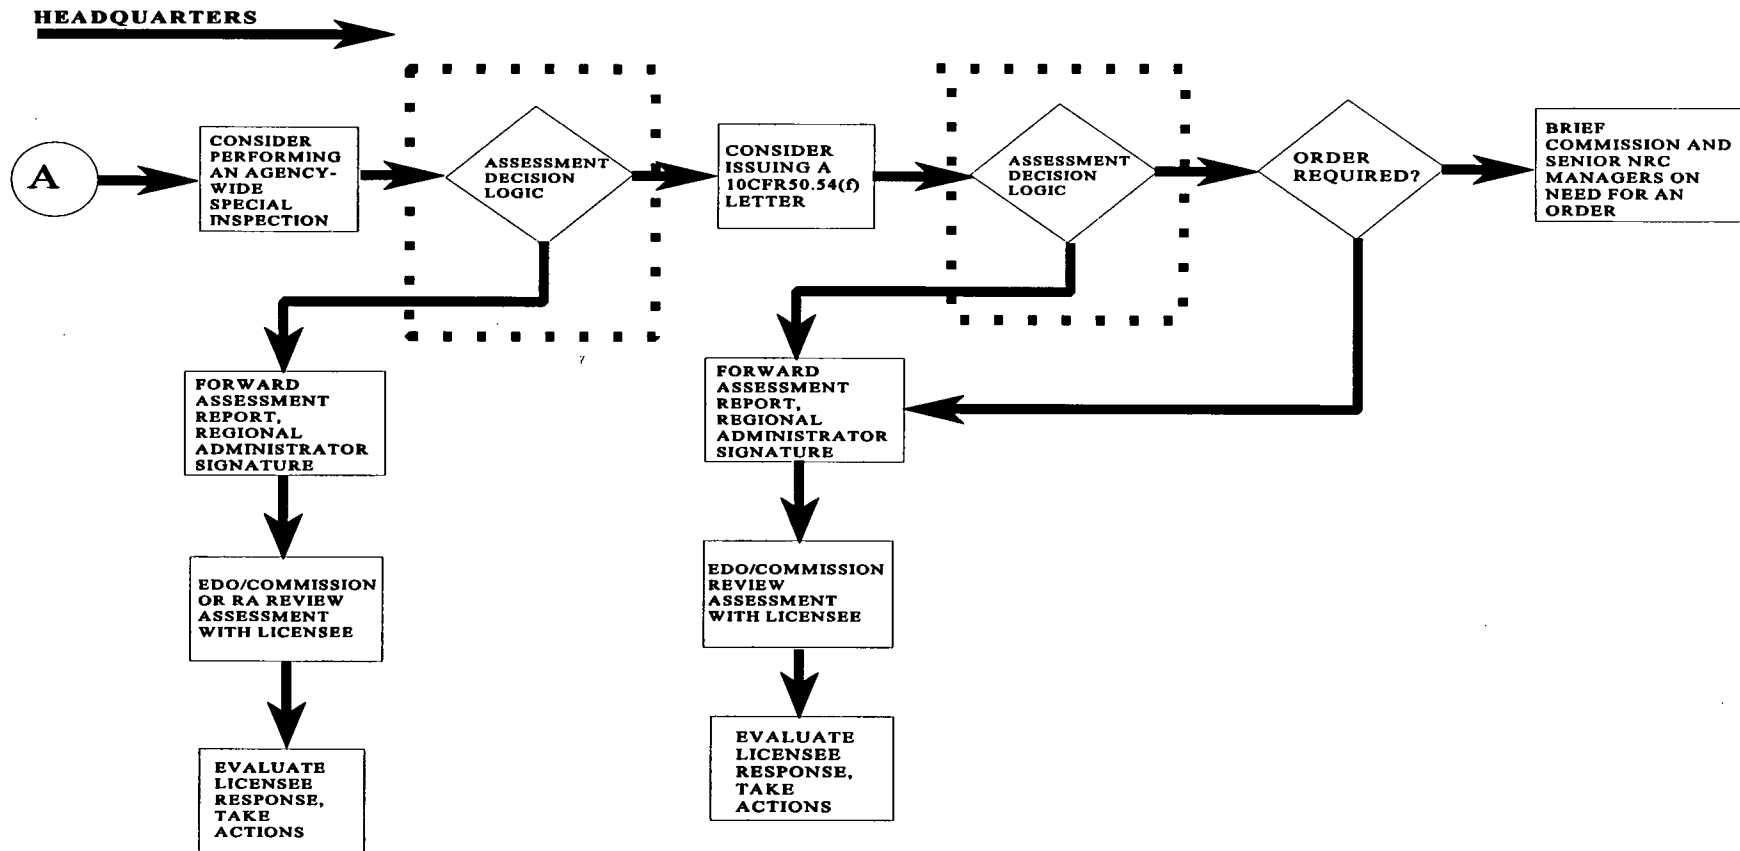 HEADQUARTERS
A
CONSIDER
PERFORMING
AN AGENCY-
WIDE
SPECIAL
INSPECTION
ASSESSMENT
DECISION
LOGIC
CONSIDER
ISSUING A
10CFR50.54(f)
LETTER
ASSESSMENT
DECISION
LOGIC
ORDER
REQUIRED?
BRIEF
COMMISSION AND
SENIOR NRC
MANAGERS ON
NEED FOR AN
ORDER
FORWARD
ASSESSMENT
REPORT,
REGIONAL
ADMINISTRATOR
SIGNATURE
FORWARD
ASSESSMENT
REPORT,
REGIONAL
ADMINISTRATOR
SIGNATURE
EDO/COMMISSION
OR RA REVIEW
ASSESSMENT
WITH LICENSEE
EDO/COMMISSION
REVIEW
ASSESSMENT
WITH LICENSEE
EVALUATE
LICENSEE
RESPONSE,
TAKE
ACTIONS
EVALUATE
LICENSEE
RESPONSE,
TAKE
ACTIONS